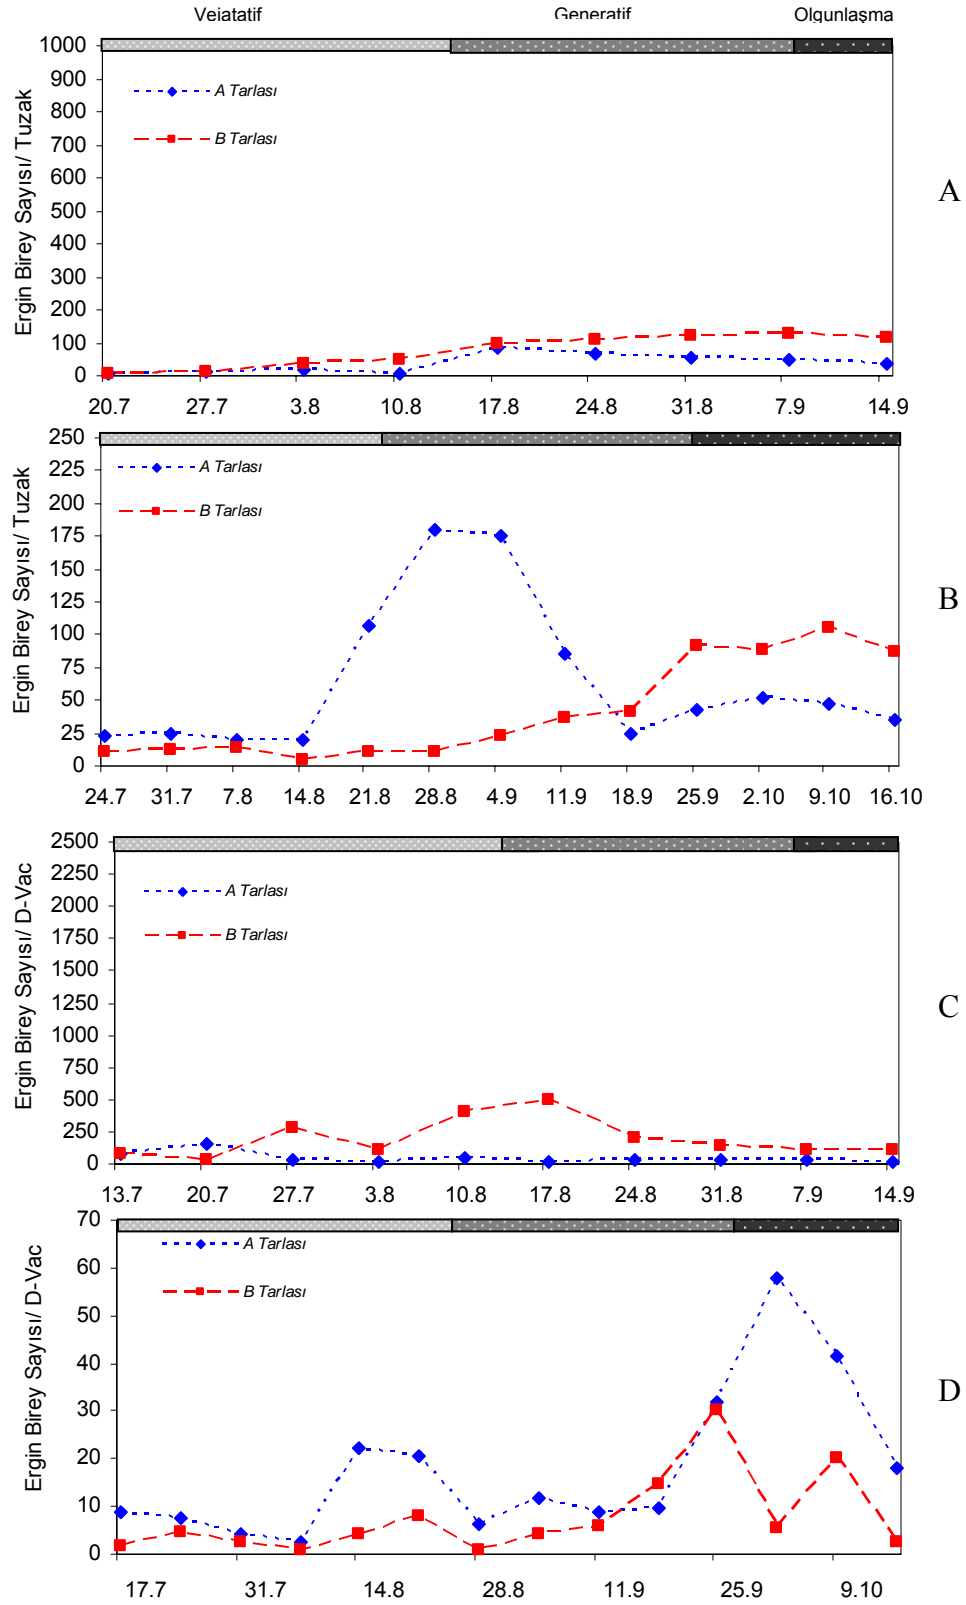 Vejatatif Generatif Olgunlaşma
1000
900
800
700
600
500
400
300
200
100
0
Ergin Birey Sayısı/ Tuzak
A Tarlası
B Tarlası
A
20.7 27.7 3.8 10.8 17.8 24.8 31.8 7.9 14.9
250
225
200
175
150
125
100
75
50
25
0
Ergin Birey Sayısı/ Tuzak
A Tarlası
B Tarlası
B
24.7 31.7 7.8 14.8 21.8 28.8 4.9 11.9 18.9 25.9 2.10 9.10 16.10
2500
2250
2000
1750
1500
1250
1000
750
500
250
0
Ergin Birey Sayısı/ D-Vac
A Tarlası
B Tarlası
C
13.7 20.7 27.7 3.8 10.8 17.8 24.8 31.8 7.9 14.9
70
60
50
40
30
20
10
0
Ergin Birey Sayısı/ D-Vac
A Tarlası
B Tarlası
D
17.7 31.7 14.8 28.8 11.9 25.9 9.10